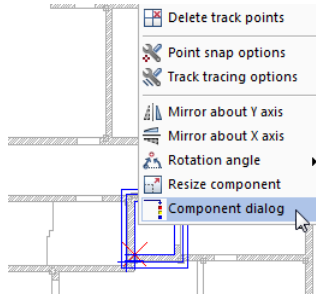 Delete track points
Point snap options
Track tracing options
Mirror about Y axis
Mirror about X axis
Rotation angle
Resize component
Component dialog